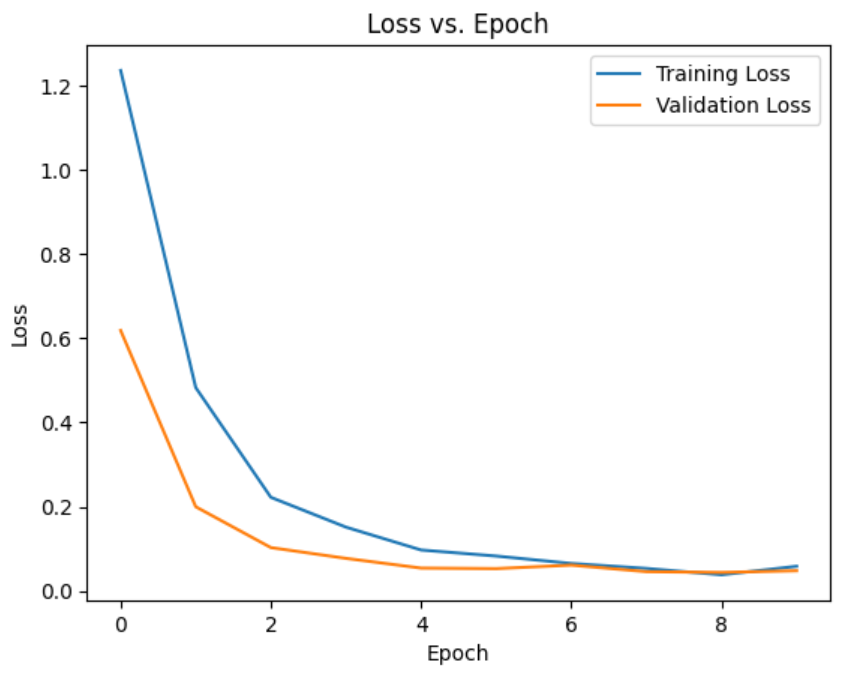 Loss vs. Epoch
Training Loss
Validation Loss
1.2
1.0
0.8
0.6
0.4
0.2
0.0
Loss
0 2 4 6 8
Epoch